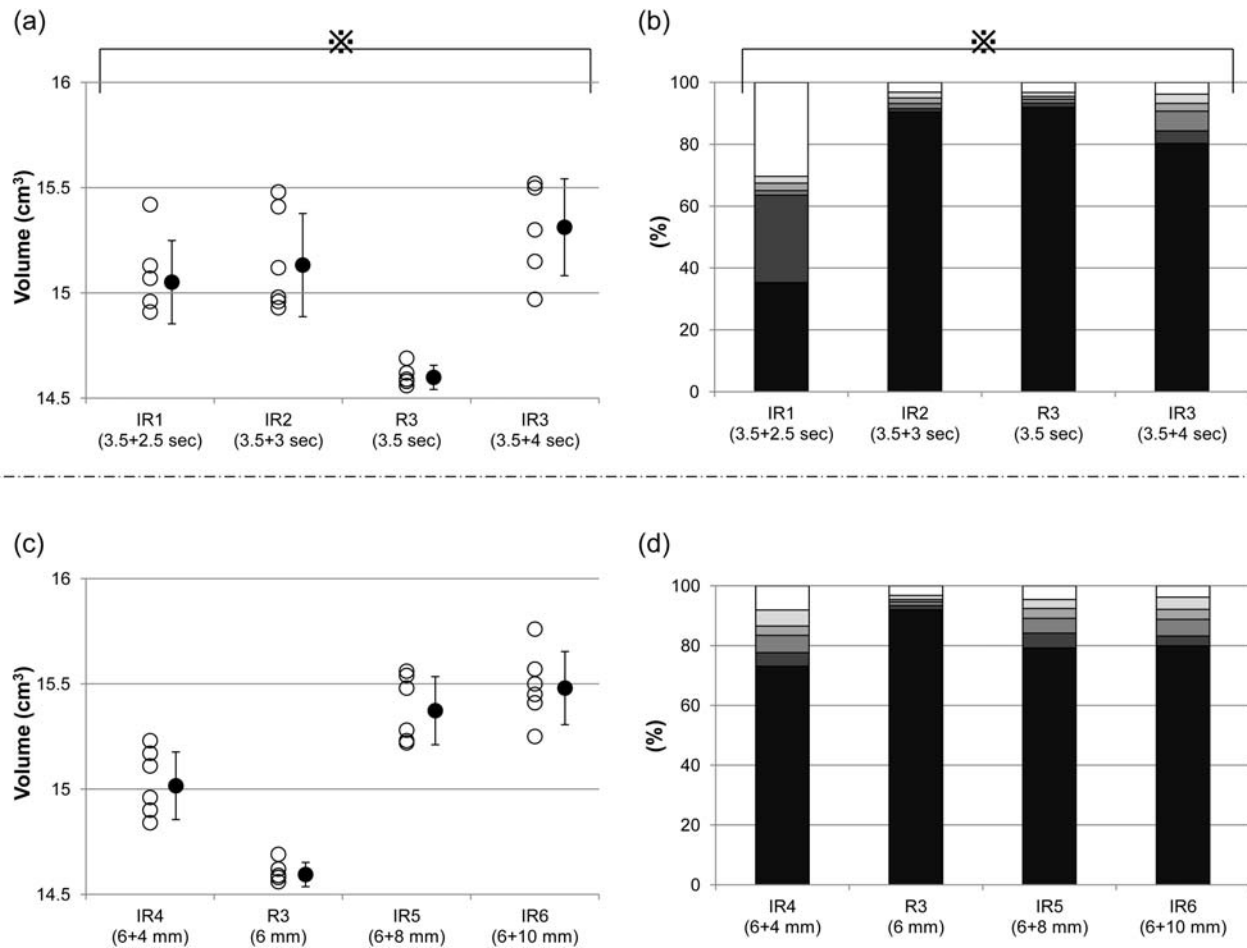 (a)
※
16
15.5
15
14.5
Volume (cm³)
IR1
(3.5+2.5 sec)
IR2
(3.5+3 sec)
R3
(3.5 sec)
IR3
(3.5+4 sec)
(b)
※
100
80
60
40
20
0
(%)
IR1
(3.5+2.5 sec)
IR2
(3.5+3 sec)
R3
(3.5 sec)
IR3
(3.5+4 sec)
(c)
16
15.5
15
14.5
Volume (cm³)
IR4
(6+4 mm)
R3
(6 mm)
IR5
(6+8 mm)
IR6
(6+10 mm)
(d)
100
80
60
40
20
0
(%)
IR4
(6+4 mm)
R3
(6 mm)
IR5
(6+8 mm)
IR6
(6+10 mm)